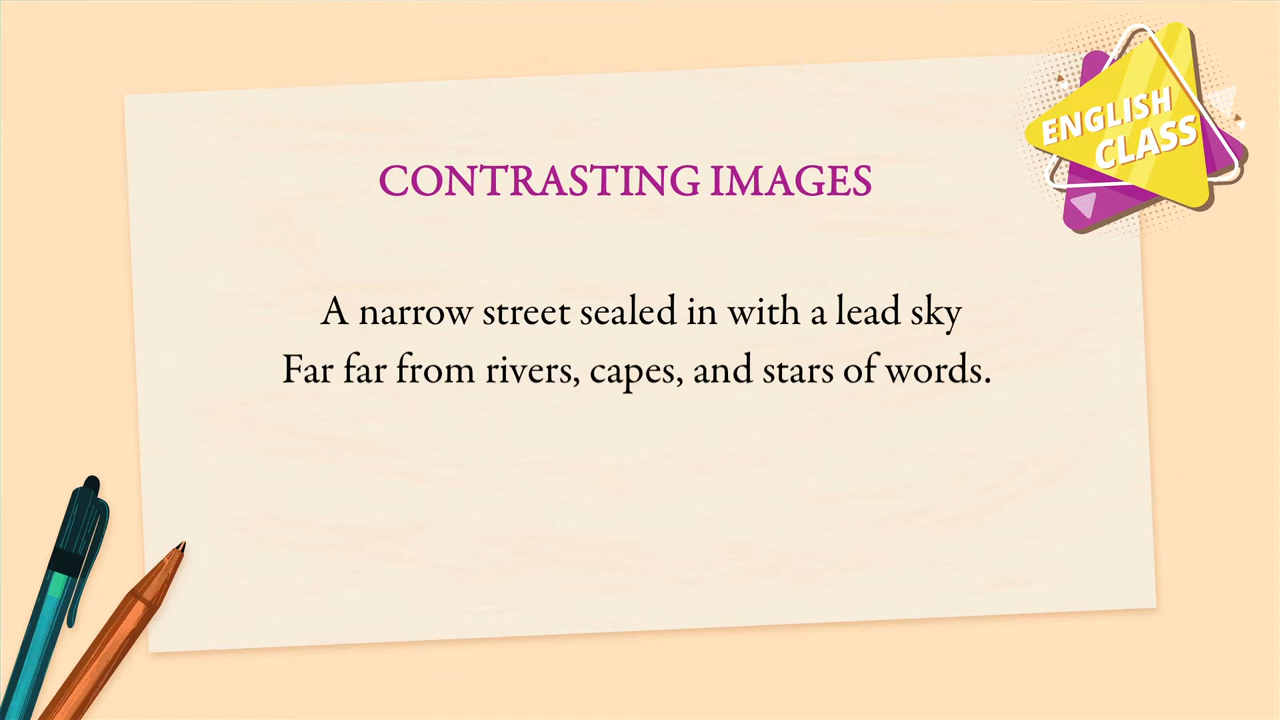 ENGLISH
CLASS
CONTRASTING IMAGES
A narrow street sealed in with a lead sky
Far far from rivers, capes, and stars of words.